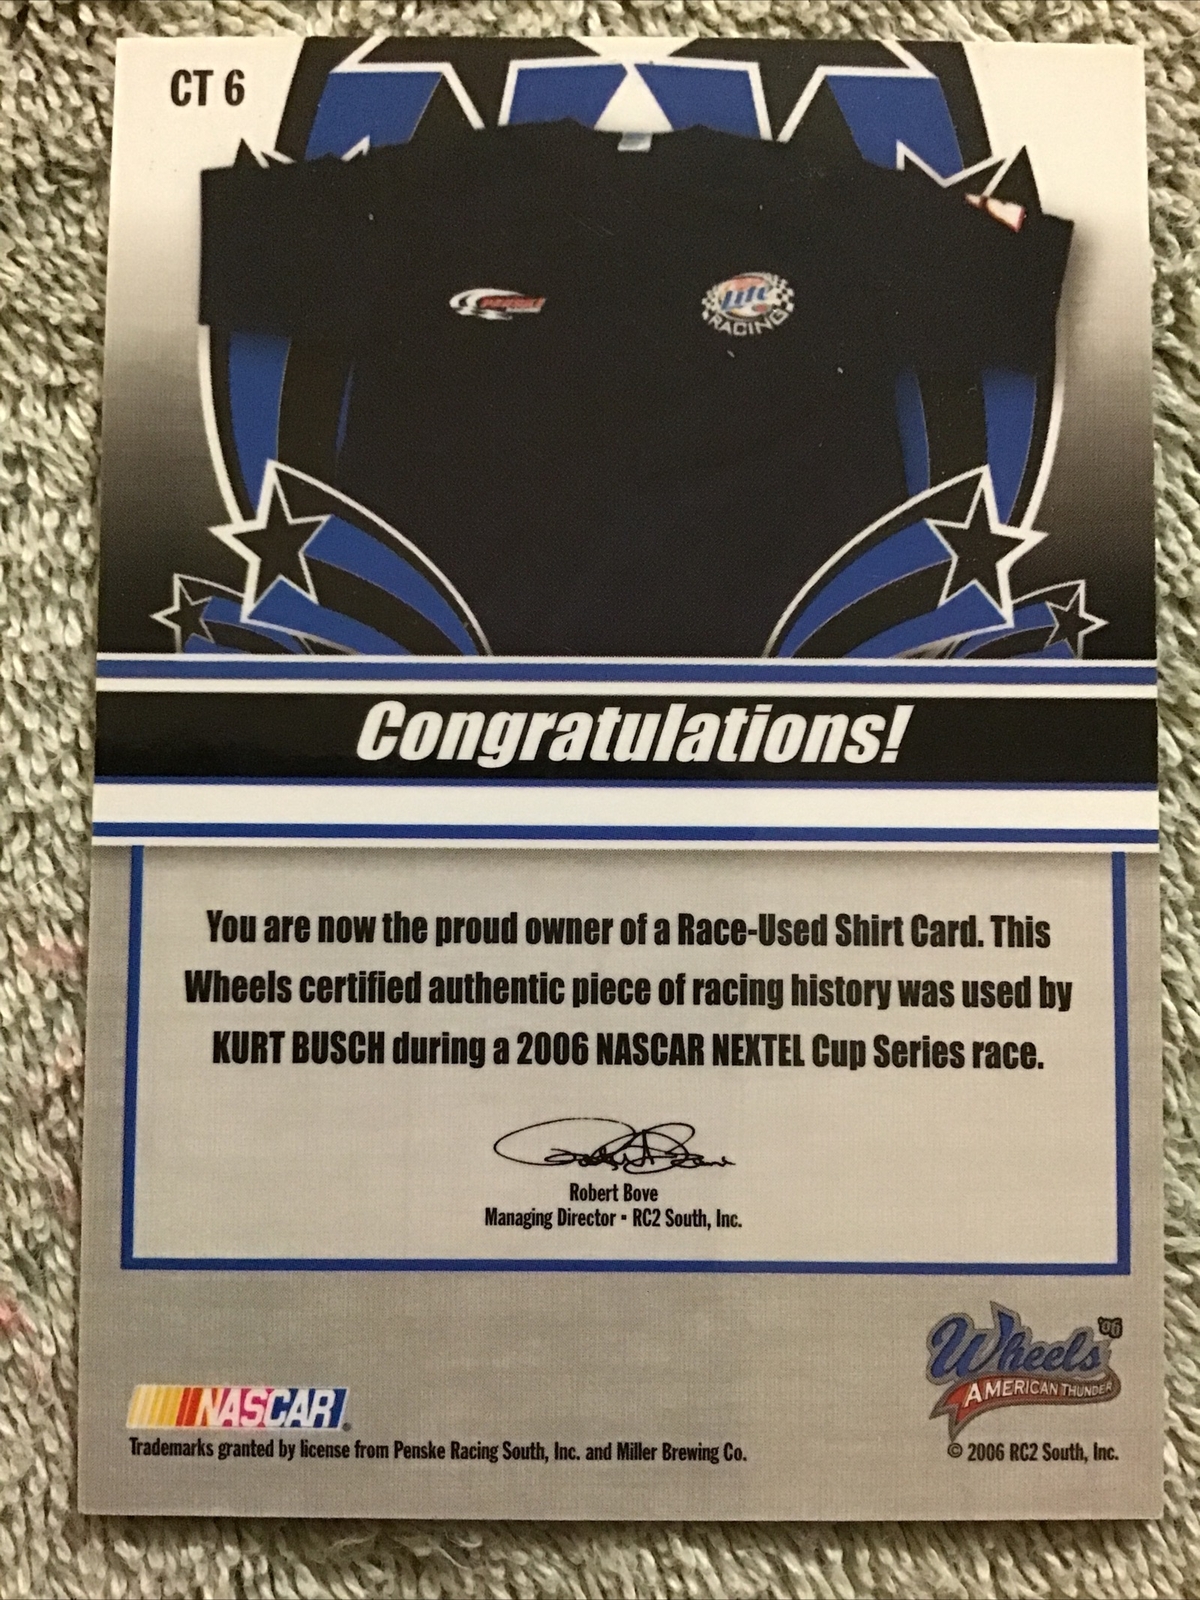 CT 6
PENSKE
Lite
RACING
Congratulations!
You are now the proud owner of a Race-Used Shirt Card. This
Wheels certified authentic piece of racing history was used by
KURT BUSCH during a 2006 NASCAR NEXTEL Cup Series race.
Robert Bove
Managing Director • RC2 South, Inc.
Wheels '06
AMERICAN THUNDER
NASCAR®
Trademarks granted by license from Penske Racing South, Inc. and Miller Brewing Co.
© 2006 RC2 South, Inc.